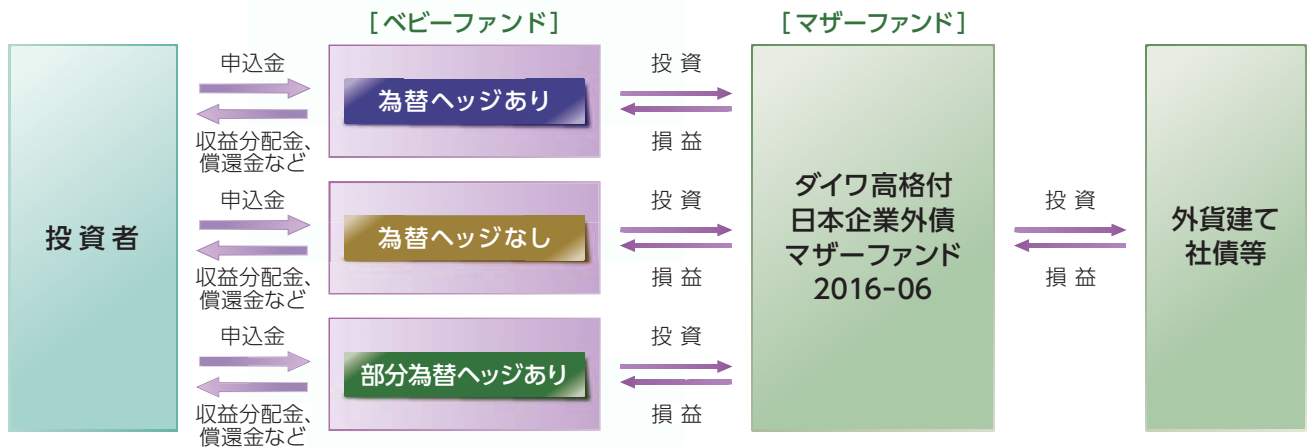 [ベビーファンド]
[マザーファンド]
投資者
申込金
収益分配金、
償還金など
為替ヘッジあり
投資
損益
申込金
収益分配金、
償還金など
為替ヘッジなし
投資
損益
申込金
収益分配金、
償還金など
部分為替ヘッジあり
投資
損益
ダイワ高格付
日本企業外債
マザーファンド
2016-06
投資
損益
外貨建て
社債等